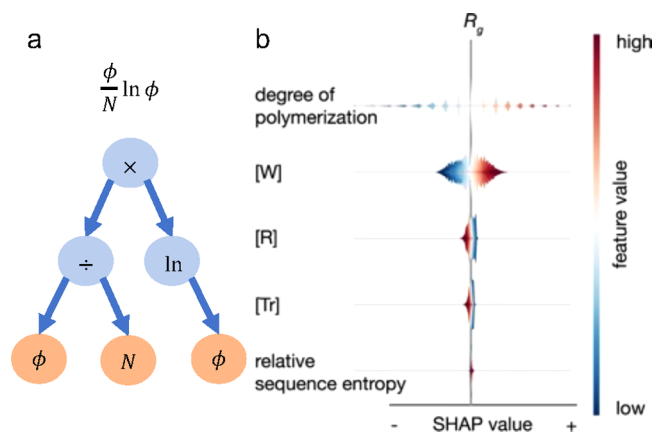 a
ϕ/N ln ϕ
×
÷ ln
ϕ N ϕ
b
R_g
high
degree of
polymerization
[W]
[R]
[Tr]
relative
sequence entropy
feature value
low
- SHAP value +